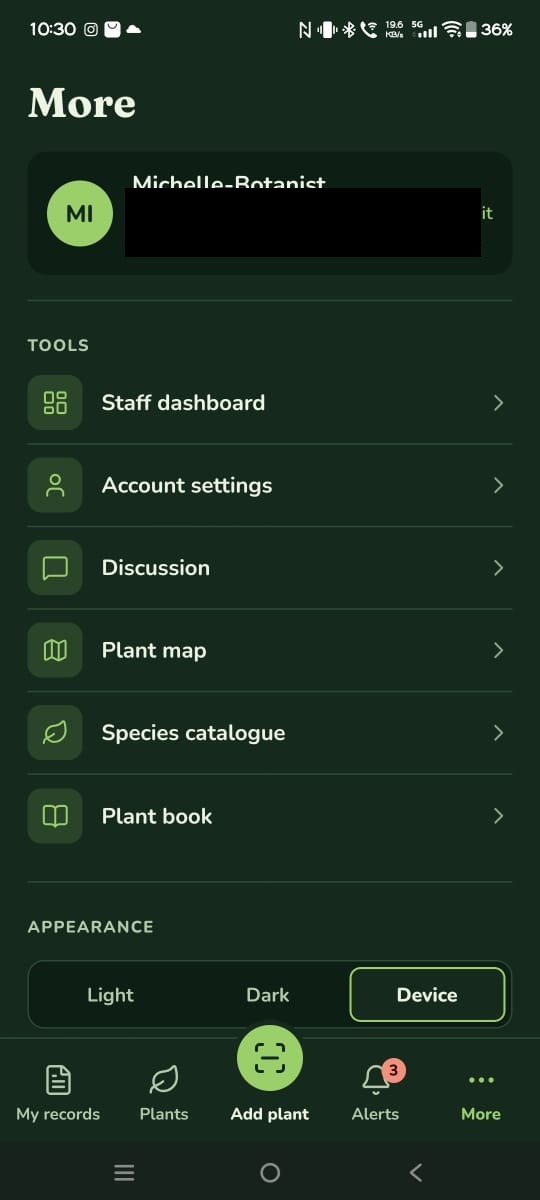 10:30
19.6
KB/s
5G
36%
More
MI
Michelle-Botanist
it
TOOLS
Staff dashboard
Account settings
Discussion
Plant map
Species catalogue
Plant book
APPEARANCE
Light Dark Device
My records Plants Add plant Alerts 3 More